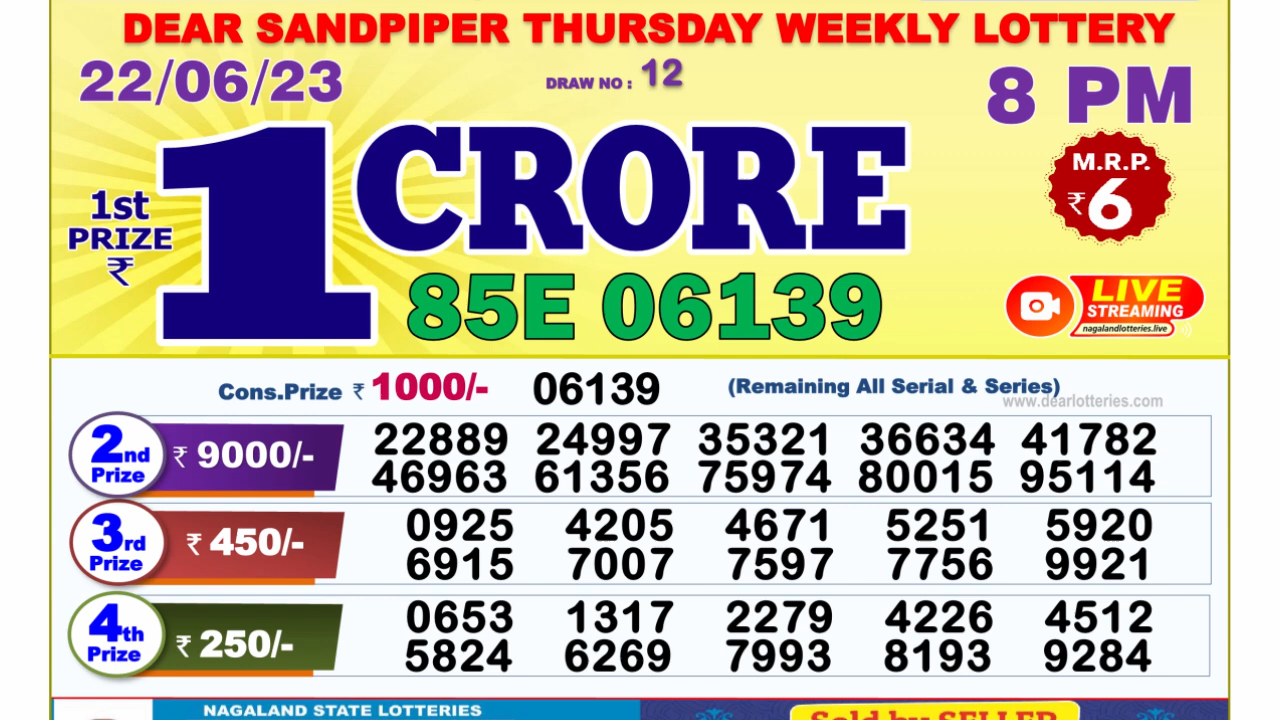 DEAR SANDPIPER THURSDAY WEEKLY LOTTERY
22/06/23
DRAW NO : 12
8 PM
1st
PRIZE
₹
1 CRORE
M.R.P.
₹6
85E 06139
LIVE
STREAMING
nagalandlotteries.live
Cons.Prize ₹ 1000/- 06139 (Remaining All Serial & Series)
www.dearlotteries.com
2nd
Prize
₹ 9000/-
22889 24997 35321 36634 41782
46963 61356 75974 80015 95114
3rd
Prize
₹ 450/-
0925 4205 4671 5251 5920
6915 7007 7597 7756 9921
4th
Prize
₹ 250/-
0653 1317 2279 4226 4512
5824 6269 7993 8193 9284
NAGALAND STATE LOTTERIES
Sold by SELLER